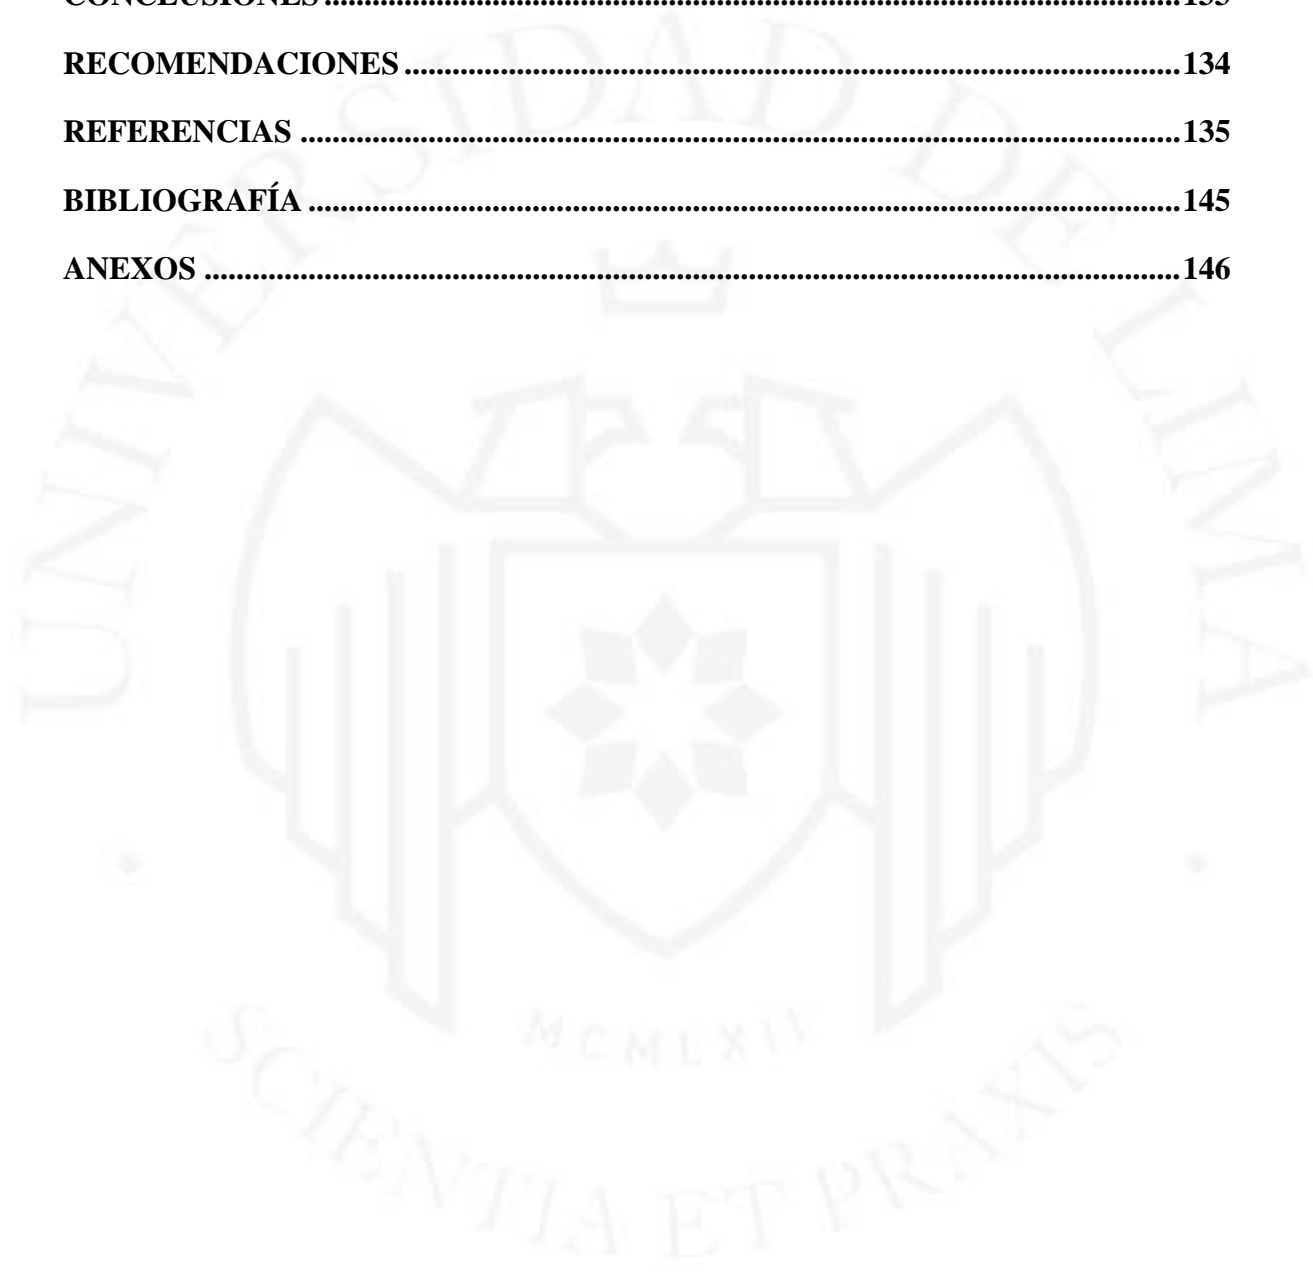 RECOMENDACIONES ........................................................ 134
REFERENCIAS ........................................................ 135
BIBLIOGRAFÍA ........................................................ 145
ANEXOS ........................................................ 146
UNIVERSIDAD DE LIMA
MCMLXII
SCIENTIA ET PRAXIS